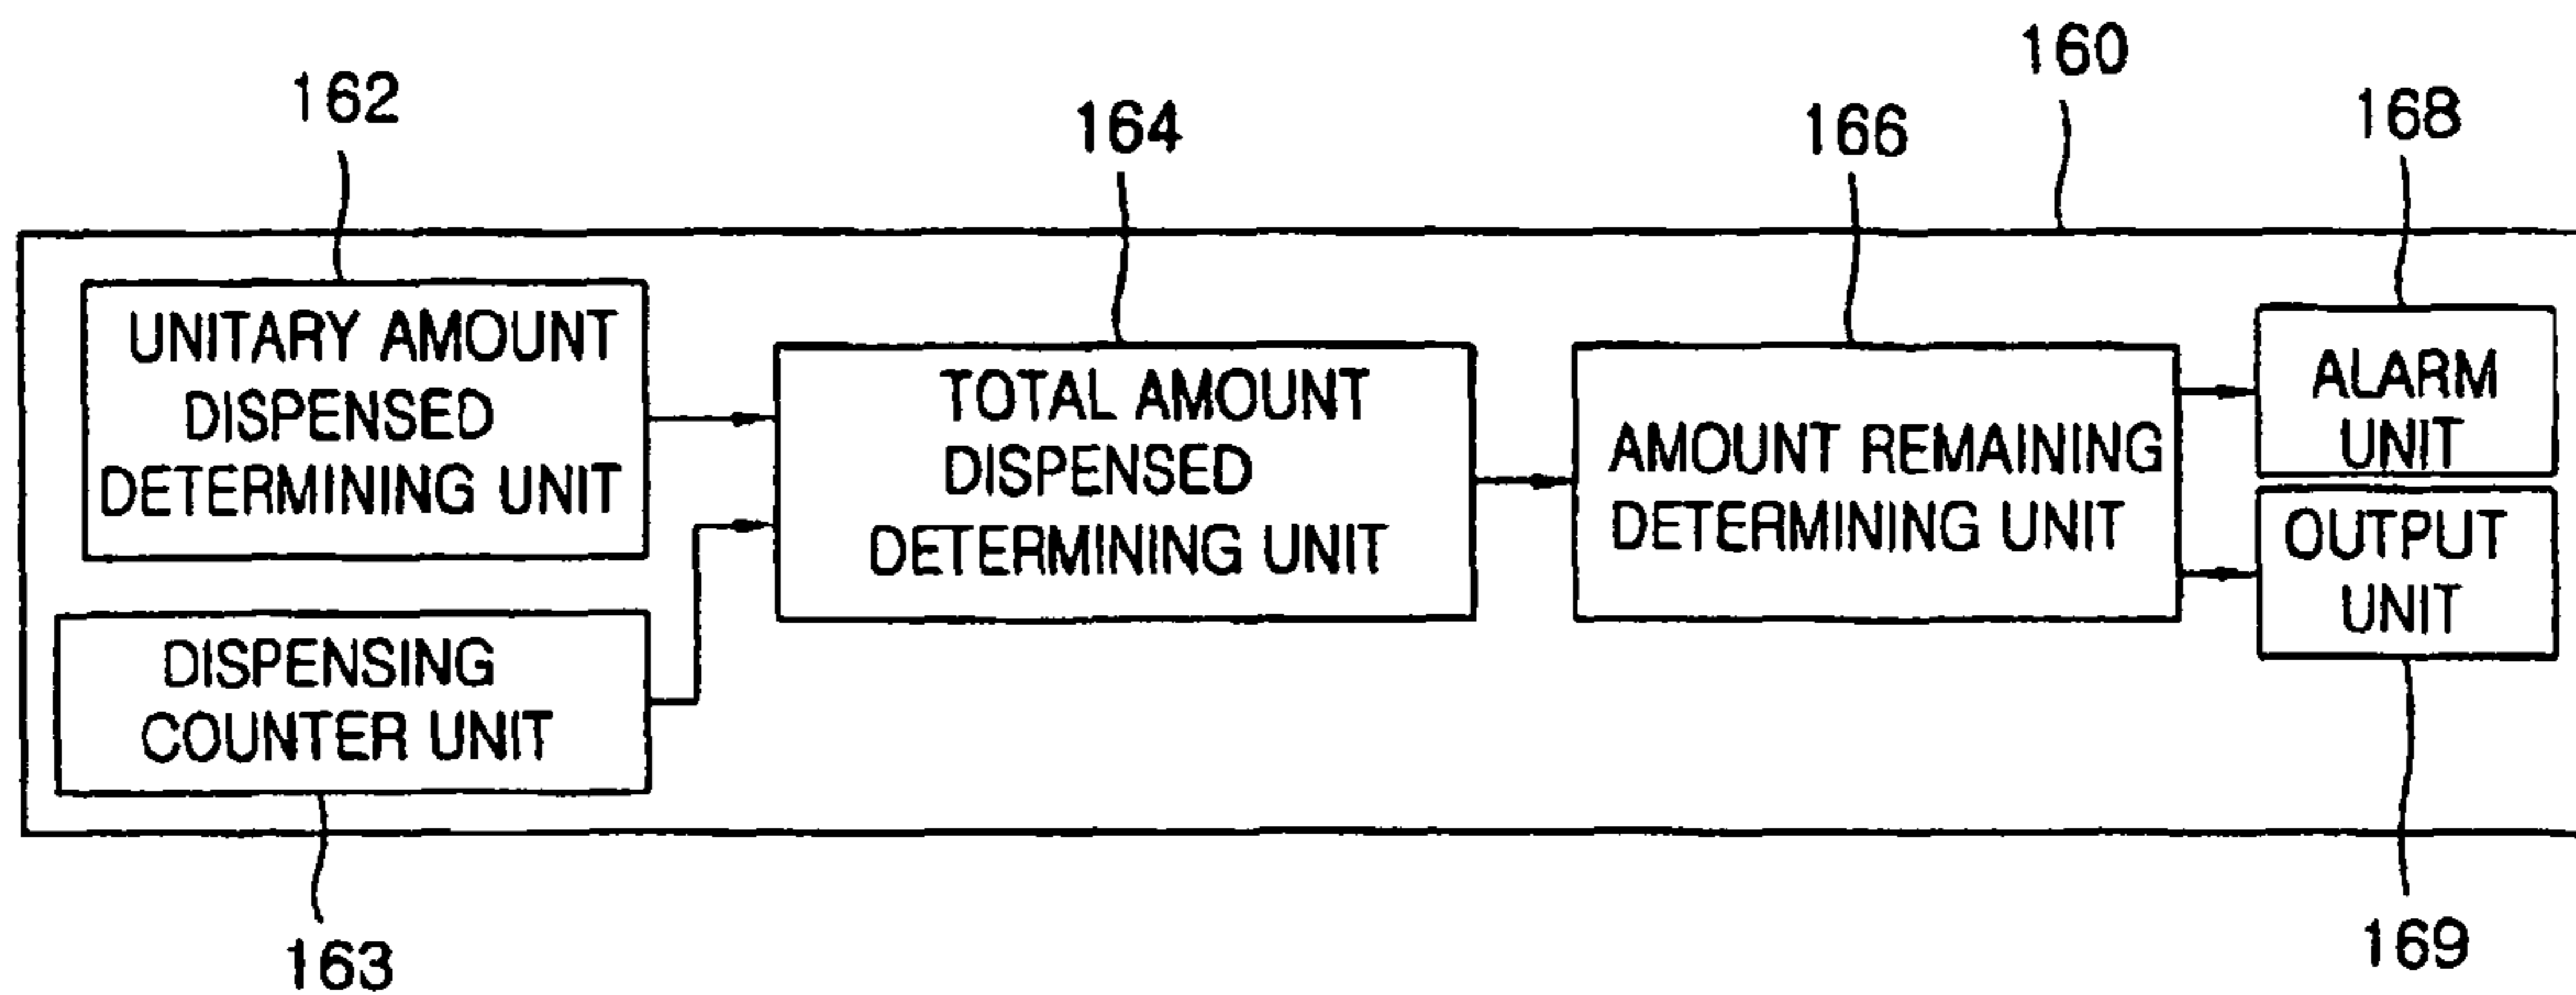 160
162
164
166
168
UNITARY AMOUNT
DISPENSED
DETERMINING UNIT
TOTAL AMOUNT
DISPENSED
DETERMINING UNIT
AMOUNT REMAINING
DETERMINING UNIT
ALARM
UNIT
OUTPUT
UNIT
DISPENSING
COUNTER UNIT
163
169